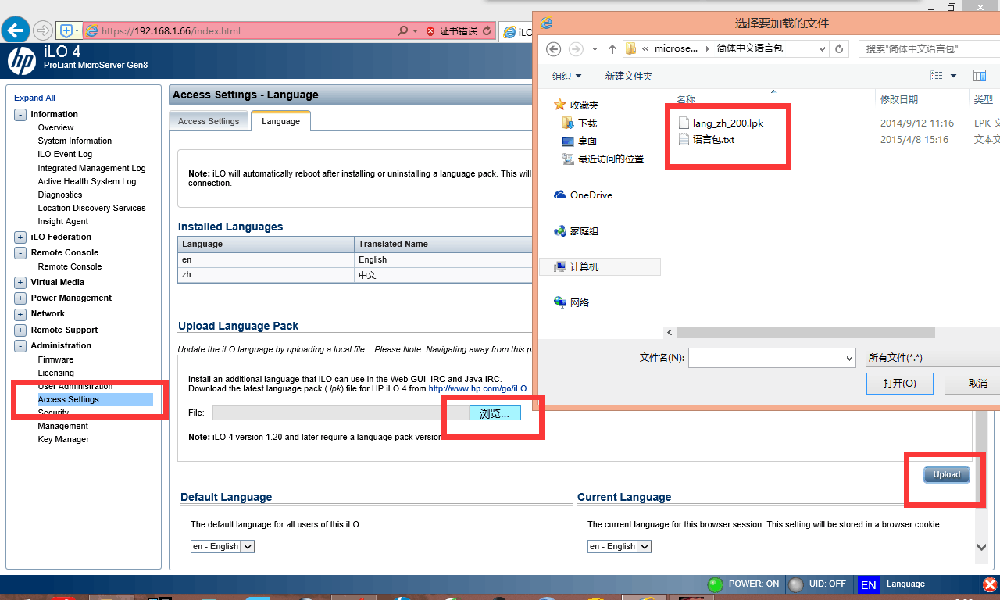 https://192.168.1.66/index.html
证书错误
iLO
hp
iLO 4
ProLiant MicroServer Gen8
Expand All
Information
Overview
System Information
iLO Event Log
Integrated Management Log
Active Health System Log
Diagnostics
Location Discovery Services
Insight Agent
iLO Federation
Remote Console
Remote Console
Virtual Media
Power Management
Network
Remote Support
Administration
Firmware
Licensing
User Administration
Access Settings
Security
Management
Key Manager
Access Settings - Language
Access Settings
Language
Note: iLO will automatically reboot after installing or uninstalling a language pack. This will
connection.
Installed Languages
Language
Translated Name
en
English
zh
中文
Upload Language Pack
Update the iLO language by uploading a local file. Please Note: Navigating away from this p
Install an additional language that iLO can use in the Web GUI, IRC and Java IRC.
Download the latest language pack (.lpk) file for HP iLO 4 from http://www.hp.com/go/iLO
File:
浏览...
Note: iLO 4 version 1.20 and later require a language pack version
Upload
Default Language
The default language for all users of this iLO.
en - English
Current Language
The current language for this browser session. This setting will be stored in a browser cookie.
en - English
选择要加载的文件
« microse...
简体中文语言包
搜索"简体中文语言包"
组织
新建文件夹
收藏夹
下载
桌面
最近访问的位置
OneDrive
家庭组
计算机
网络
名称
修改日期
类型
lang_zh_200.lpk
2014/9/12 11:16
LPK 文
语言包.txt
2015/4/8 15:16
文本文
文件名(N):
所有文件(*.*)
打开(O)
取消
POWER: ON
UID: OFF
EN
Language